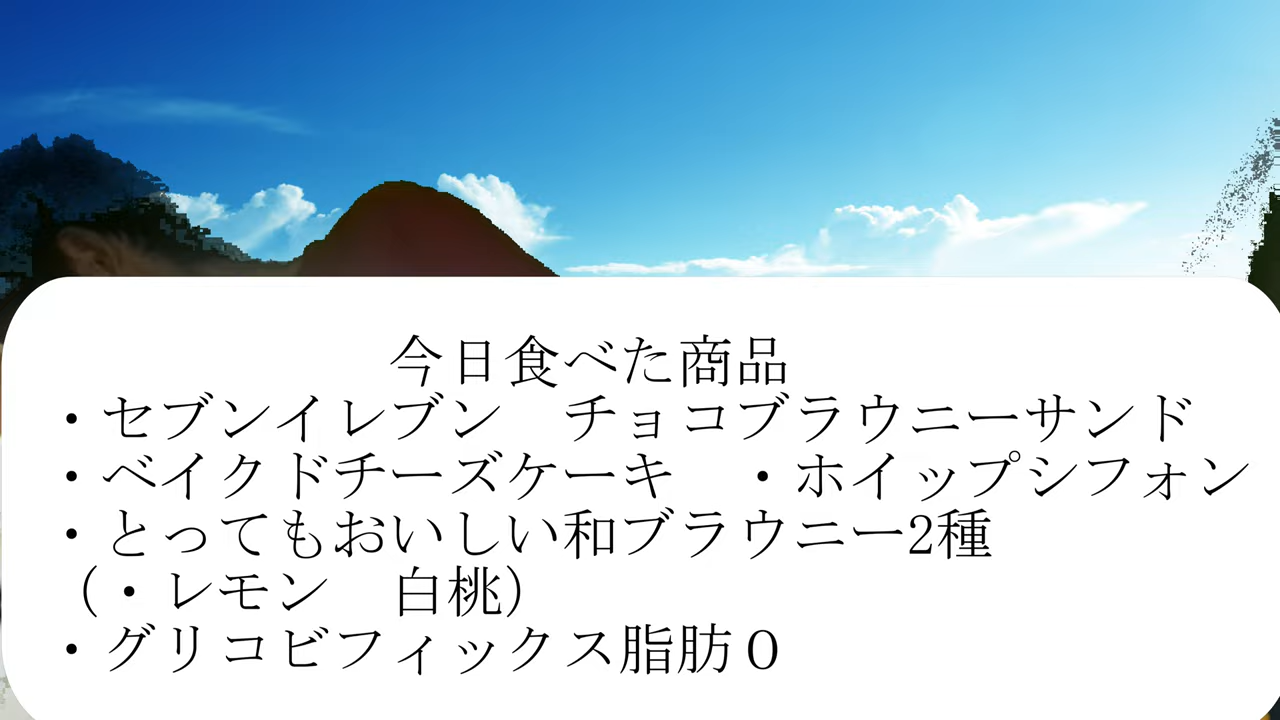 今日食べた商品
・セブンイレブン　チョコブラウニーサンド
・ベイクドチーズケーキ　・ホイップシフォン
・とってもおいしい和ブラウニー2種
（・レモン　白桃）
・グリコビフィックス脂肪０